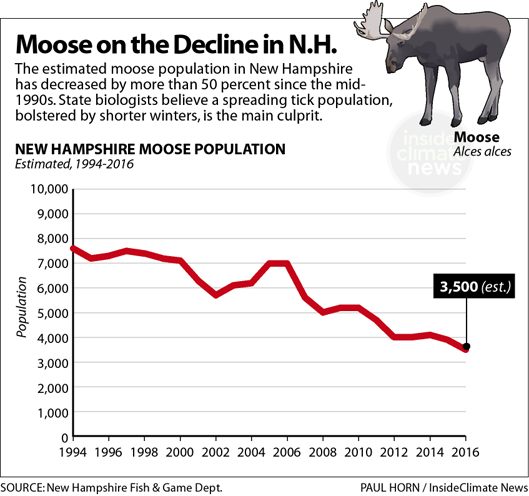 Moose on the Decline in N.H.
The estimated moose population in New Hampshire
has decreased by more than 50 percent since the mid-
1990s. State biologists believe a spreading tick population,
bolstered by shorter winters, is the main culprit.
inside
climate
news
Moose
Alces alces
NEW HAMPSHIRE MOOSE POPULATION
Estimated, 1994-2016
Population
10,000
9,000
8,000
7,000
6,000
5,000
4,000
3,000
2,000
1,000
0
3,500 (est.)
1994 1996 1998 2000 2002 2004 2006 2008 2010 2012 2014 2016
SOURCE: New Hampshire Fish & Game Dept.
PAUL HORN / InsideClimate News